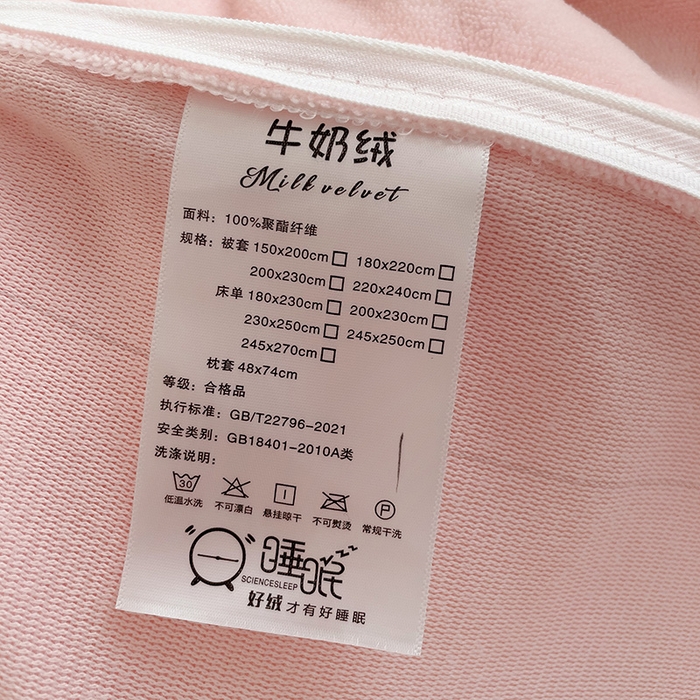 牛奶绒
Milk velvet
面料：100%聚酯纤维
规格：被套 150x200cm□ 180x220cm□
200x230cm□ 220x240cm□
床单 180x230cm□ 200x230cm□
230x250cm□ 245x250cm□
245x270cm□
枕套 48x74cm
等级：合格品
执行标准：GB/T22796-2021
安全类别：GB18401-2010A类
洗涤说明：
30 P
低温水洗 不可漂白 悬挂晾干 不可熨烫 常规干洗
睡眠zzz
SCIENCESLEEP
好绒才有好睡眠